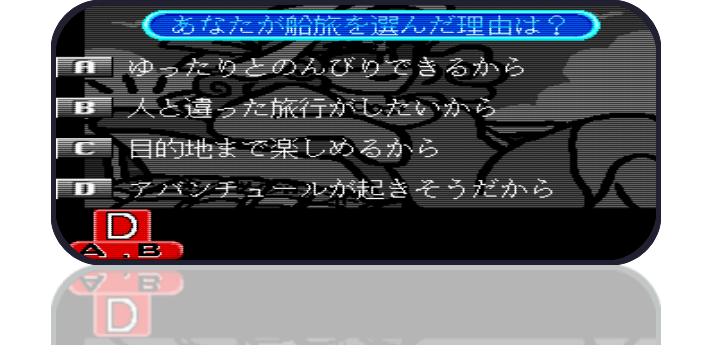 あなたが船旅を選んだ理由は？
A ゆったりとのんびりできるから
B 人と違った旅行がしたいから
C 目的地まで楽しめるから
D アバンチュールが起きそうだから
D
A . B